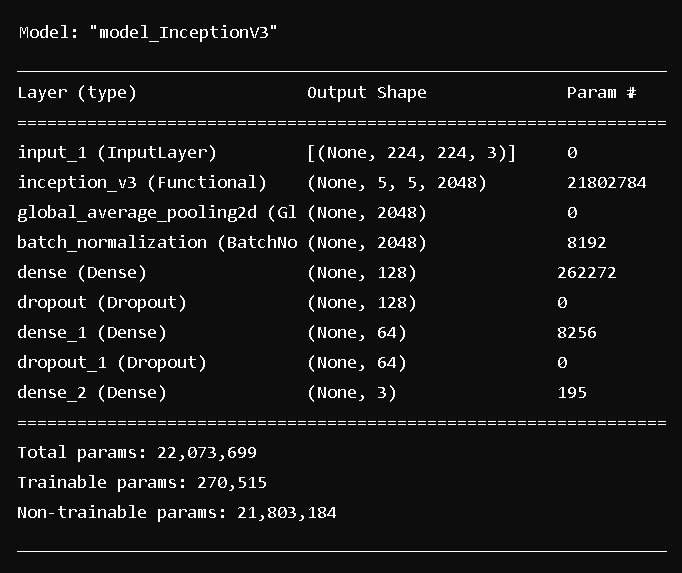 Model: "model_InceptionV3"
Layer (type) Output Shape Param #
input_1 (InputLayer) [(None, 224, 224, 3)] 0
inception_v3 (Functional) (None, 5, 5, 2048) 21802784
global_average_pooling2d (Gl (None, 2048) 0
batch_normalization (BatchNo (None, 2048) 8192
dense (Dense) (None, 128) 262272
dropout (Dropout) (None, 128) 0
dense_1 (Dense) (None, 64) 8256
dropout_1 (Dropout) (None, 64) 0
dense_2 (Dense) (None, 3) 195
Total params: 22,073,699
Trainable params: 270,515
Non-trainable params: 21,803,184